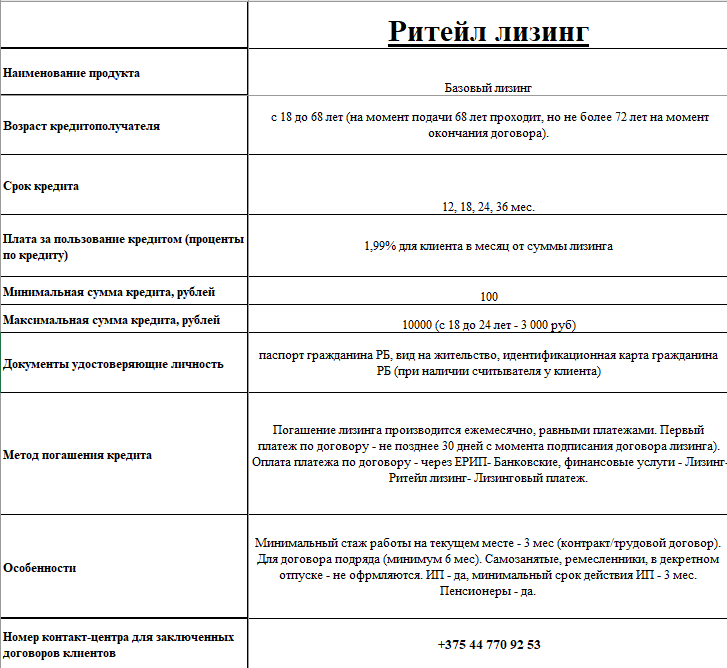 Ритейл лизинг
Наименование продукта
Базовый лизинг
Возраст кредитополучателя
с 18 до 68 лет (на момент подачи 68 лет проходит, но не более 72 лет на момент
окончания договора).
Срок кредита
12, 18, 24, 36 мес.
Плата за пользование кредитом (проценты
по кредиту)
1,99% для клиента в месяц от суммы лизинга
Минимальная сумма кредита, рублей
100
Максимальная сумма кредита, рублей
10000 (с 18 до 24 лет - 3 000 руб)
Документы удостоверяющие личность
паспорт гражданина РБ, вид на жительство, идентификационная карта гражданина
РБ (при наличии считывателя у клиента)
Метод погашения кредита
Погашение лизинга производится ежемесячно, равными платежами. Первый
платеж по договору - не позднее 30 дней с момента подписания договора лизинга).
Оплата платежа по договору - через ЕРИП- Банковские, финансовые услуги - Лизинг-
Ритейл лизинг- Лизинговый платеж.
Особенности
Минимальный стаж работы на текущем месте - 3 мес (контракт/трудовой договор).
Для договора подряда (минимум 6 мес). Самозанятые, ремесленники, в декретном
отпуске - не офрмляются. ИП - да, минимальный срок действия ИП - 3 мес.
Пенсионеры - да.
Номер контакт-центра для заключенных
договоров клиентов
+375 44 770 92 53